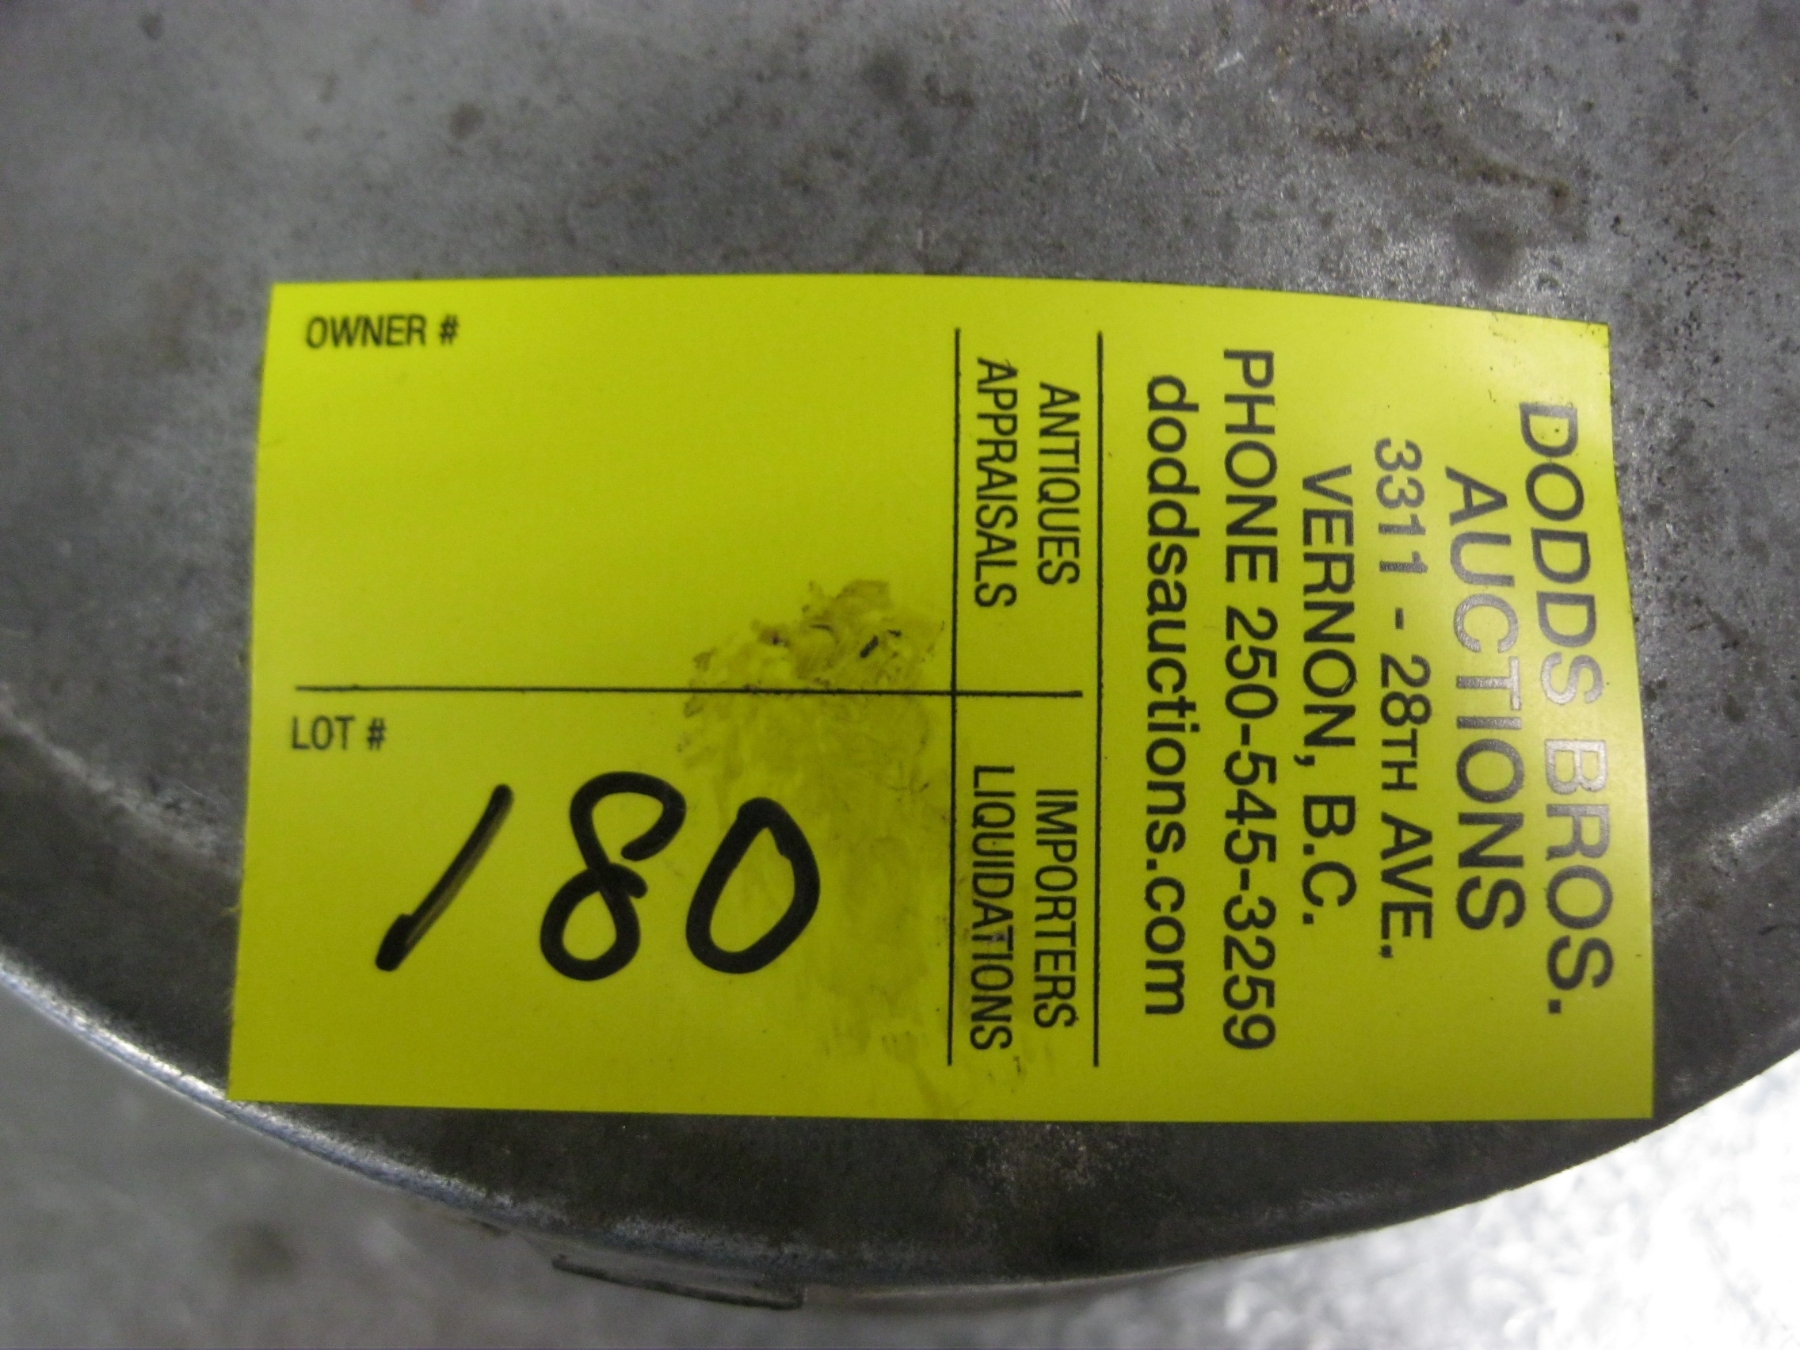 DODDS BROS.
AUCTIONS
3311 - 28TH AVE.
VERNON, B.C.
PHONE 250-545-3259
doddsauctions.com
ANTIQUES
APPRAISALS
IMPORTERS
LIQUIDATIONS
OWNER #
LOT #
180